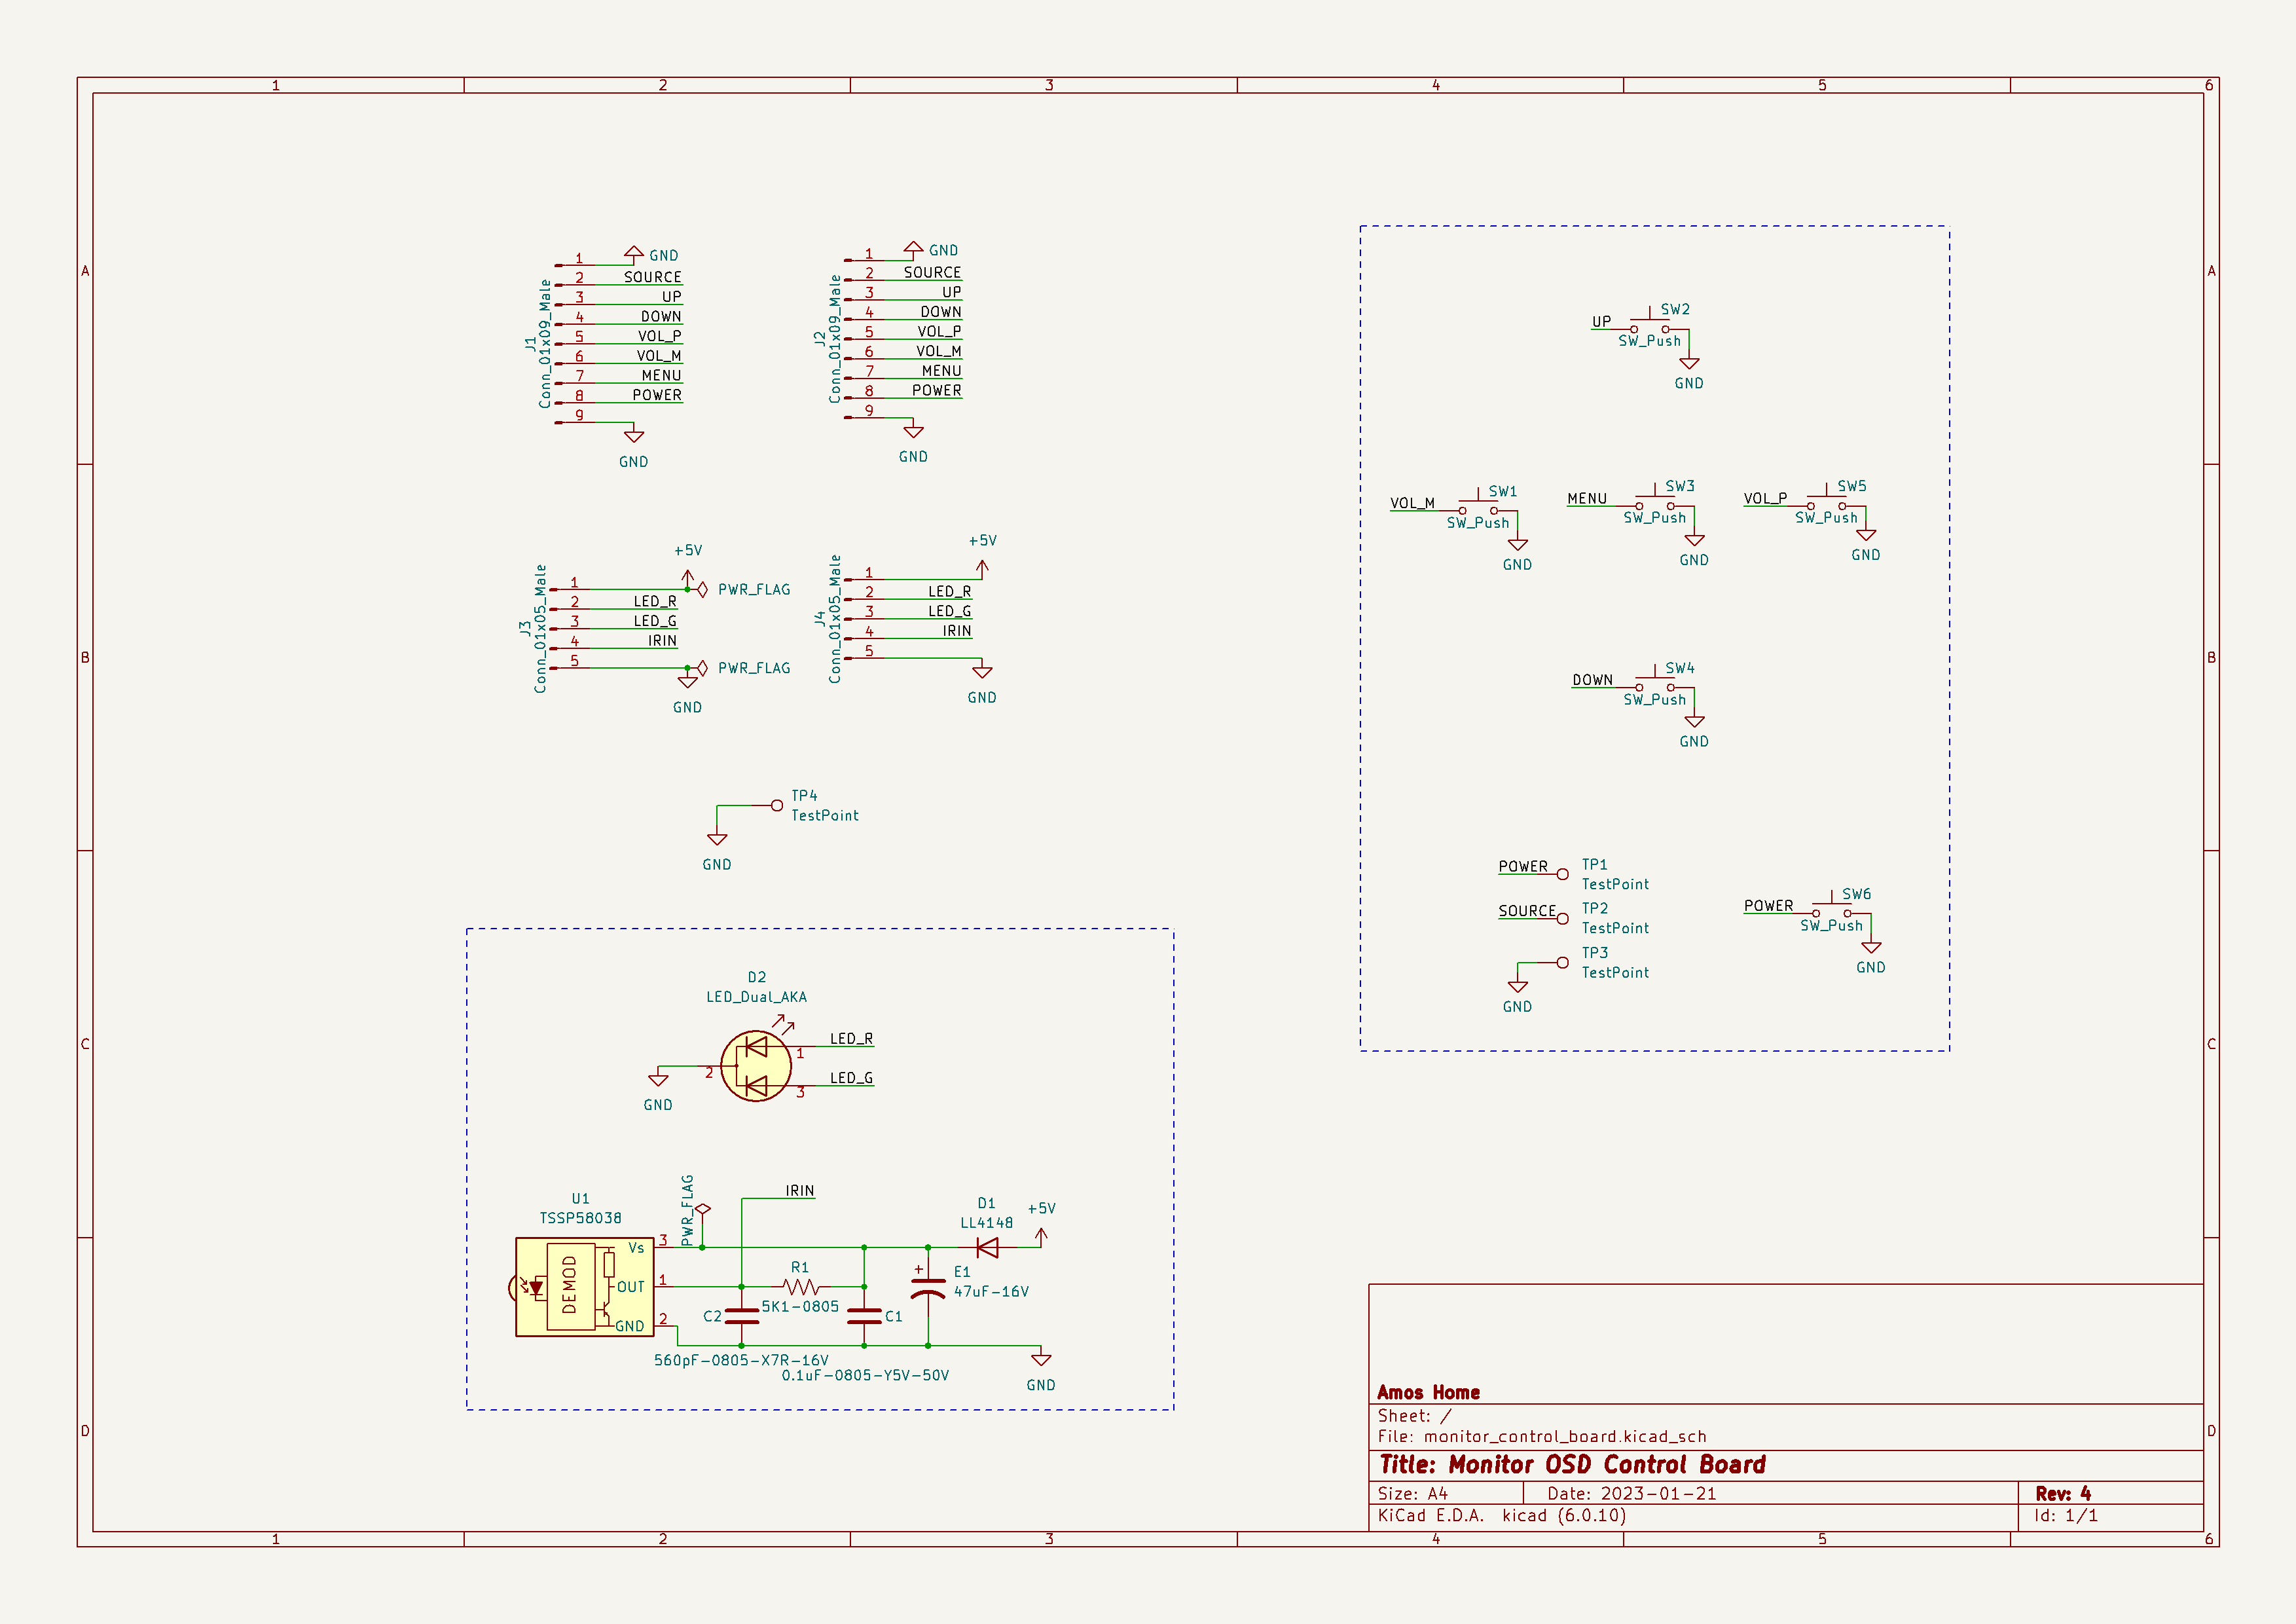 1 2 3 4 5 6
A A
B B
C C
D D
1 GND
2 SOURCE
3 UP
4 DOWN
5 VOL_P
6 VOL_M
7 MENU
8 POWER
9
GND
J1
Conn_01x09_Male
1 GND
2 SOURCE
3 UP
4 DOWN
5 VOL_P
6 VOL_M
7 MENU
8 POWER
9
GND
J2
Conn_01x09_Male
+5V
1 PWR_FLAG
2 LED_R
3 LED_G
4 IRIN
5 PWR_FLAG
GND
J3
Conn_01x05_Male
+5V
1
2 LED_R
3 LED_G
4 IRIN
5
GND
J4
Conn_01x05_Male
TP4
TestPoint
GND
UP SW2
SW_Push
GND
VOL_M SW1
SW_Push
GND
MENU SW3
SW_Push
GND
VOL_P SW5
SW_Push
GND
DOWN SW4
SW_Push
GND
POWER TP1
TestPoint
SOURCE TP2
TestPoint
TP3
TestPoint
GND
POWER SW6
SW_Push
GND
D2
LED_Dual_AKA
LED_R
1
2
LED_G
3
GND
U1
TSSP58038
DEMOD
Vs 3
OUT 1
GND 2
PWR_FLAG
IRIN
R1
5K1-0805
C2
560pF-0805-X7R-16V
C1
0.1uF-0805-Y5V-50V
+
E1
47uF-16V
D1
LL4148
+5V
GND
Amos Home
Sheet: /
File: monitor_control_board.kicad_sch
Title: Monitor OSD Control Board
Size: A4 Date: 2023-01-21 Rev: 4
KiCad E.D.A. kicad (6.0.10) Id: 1/1
1 2 3 4 5 6